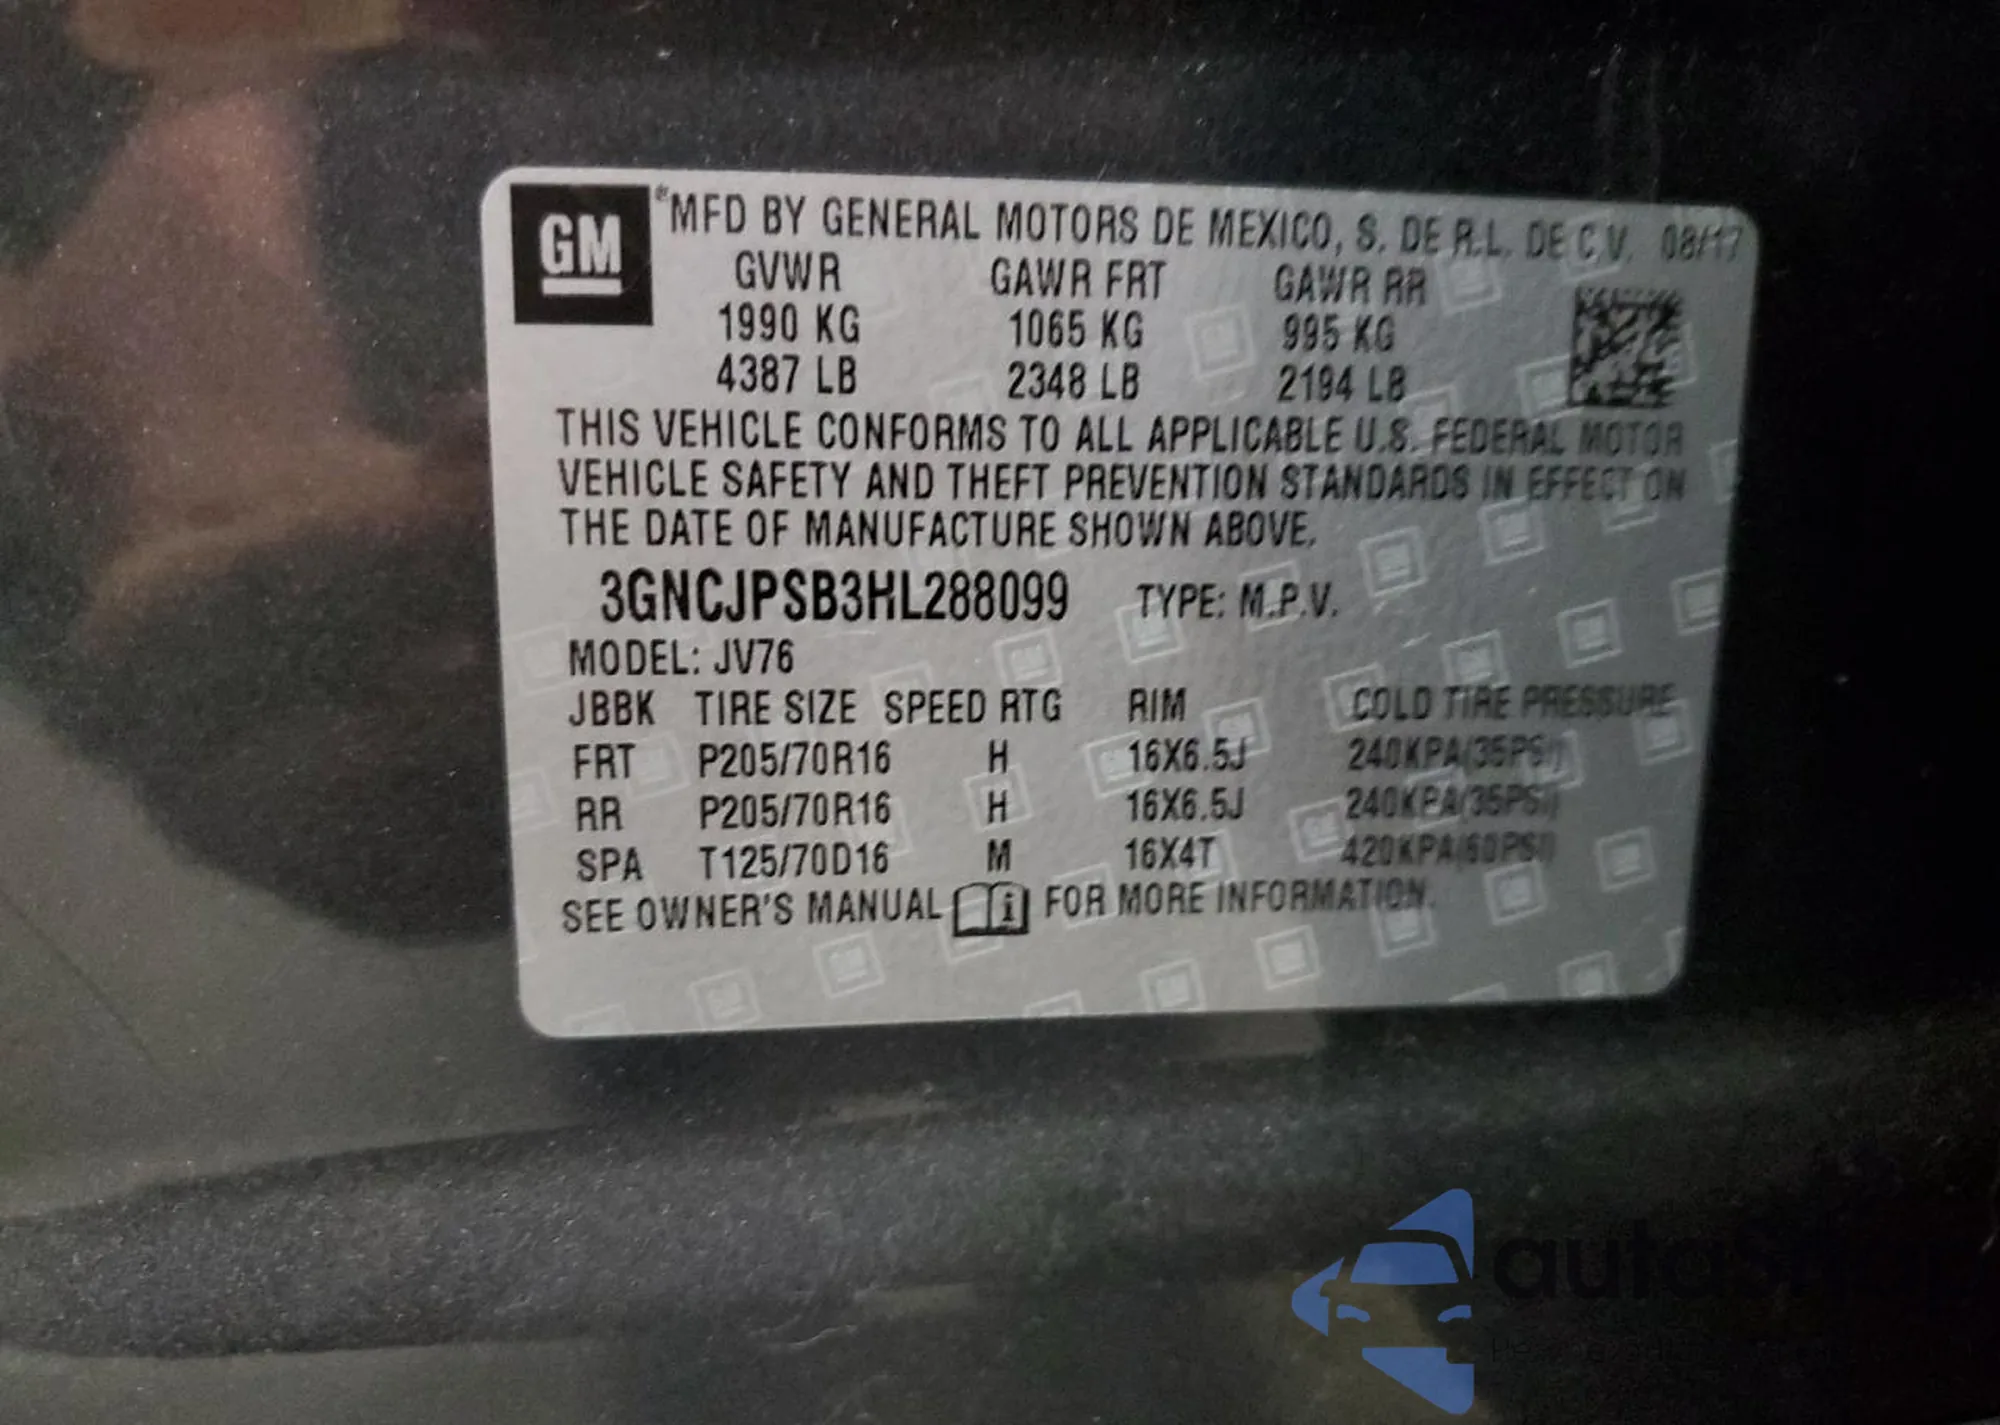 GM
MFD BY GENERAL MOTORS DE MEXICO, S. DE R.L. DE C.V. 08/17
GVWR GAWR FRT GAWR RR
1990 KG 1065 KG 995 KG
4387 LB 2348 LB 2194 LB
THIS VEHICLE CONFORMS TO ALL APPLICABLE U.S. FEDERAL MOTOR
VEHICLE SAFETY AND THEFT PREVENTION STANDARDS IN EFFECT ON
THE DATE OF MANUFACTURE SHOWN ABOVE.
3GNCJPSB3HL288099 TYPE: M.P.V.
MODEL: JV76
JBBK TIRE SIZE SPEED RTG RIM COLD TIRE PRESSURE
FRT P205/70R16 H 16X6.5J 240KPA(35PSI)
RR P205/70R16 H 16X6.5J 240KPA(35PSI)
SPA T125/70D16 M 16X4T 420KPA(60PSI)
SEE OWNER'S MANUAL FOR MORE INFORMATION.